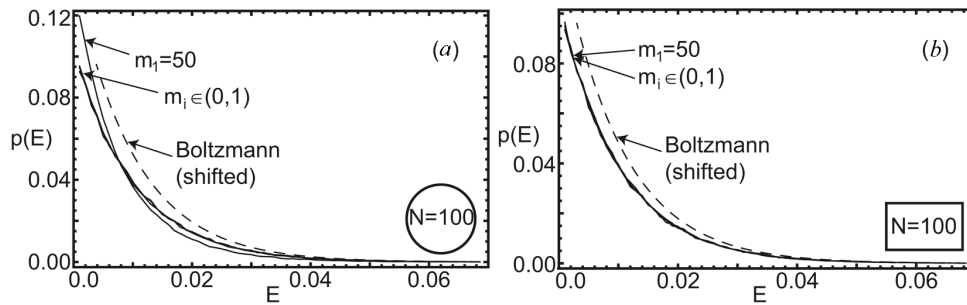 0.12
(a)
m1=50
0.08
mi∈(0,1)
p(E)
Boltzmann
(shifted)
0.04
N=100
0.00
0.0
0.02
0.04
0.06
E
(b)
m1=50
0.08
mi∈(0,1)
p(E)
Boltzmann
(shifted)
0.04
N=100
0.00
0.0
0.02
0.04
0.06
E